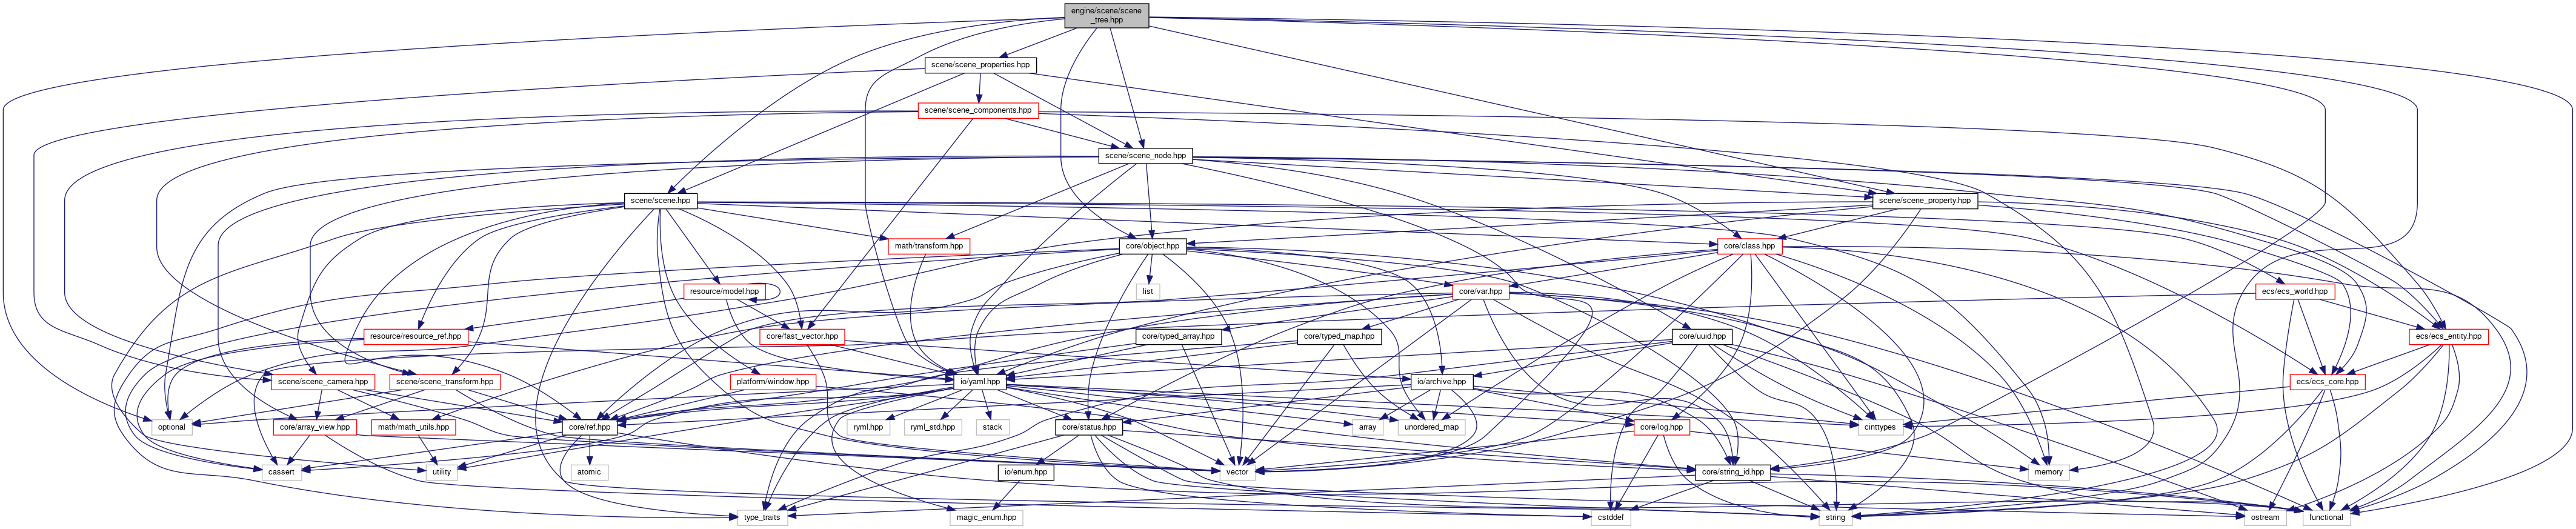 engine/scene/scene
_tree.hpp
scene/scene_properties.hpp
scene/scene_components.hpp
scene/scene_node.hpp
scene/scene.hpp
scene/scene_property.hpp
math/transform.hpp
core/object.hpp
core/class.hpp
resource/model.hpp
list
core/var.hpp
ecs/ecs_world.hpp
resource/resource_ref.hpp
core/fast_vector.hpp
core/typed_array.hpp
core/typed_map.hpp
core/uuid.hpp
ecs/ecs_entity.hpp
scene/scene_camera.hpp
scene/scene_transform.hpp
platform/window.hpp
io/yaml.hpp
io/archive.hpp
ecs/ecs_core.hpp
optional
core/array_view.hpp
math/math_utils.hpp
core/ref.hpp
ryml.hpp
ryml_std.hpp
stack
core/status.hpp
array
unordered_map
core/log.hpp
cinttypes
cassert
utility
atomic
io/enum.hpp
vector
core/string_id.hpp
memory
type_traits
magic_enum.hpp
cstddef
string
ostream
functional